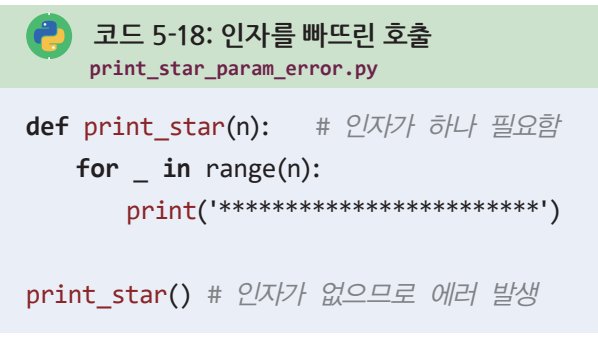 코드 5-18: 인자를 빠뜨린 호출
print_star_param_error.py
def print_star(n):   # 인자가 하나 필요함
    for _ in range(n):
        print('************************')
print_star() # 인자가 없으므로 에러 발생